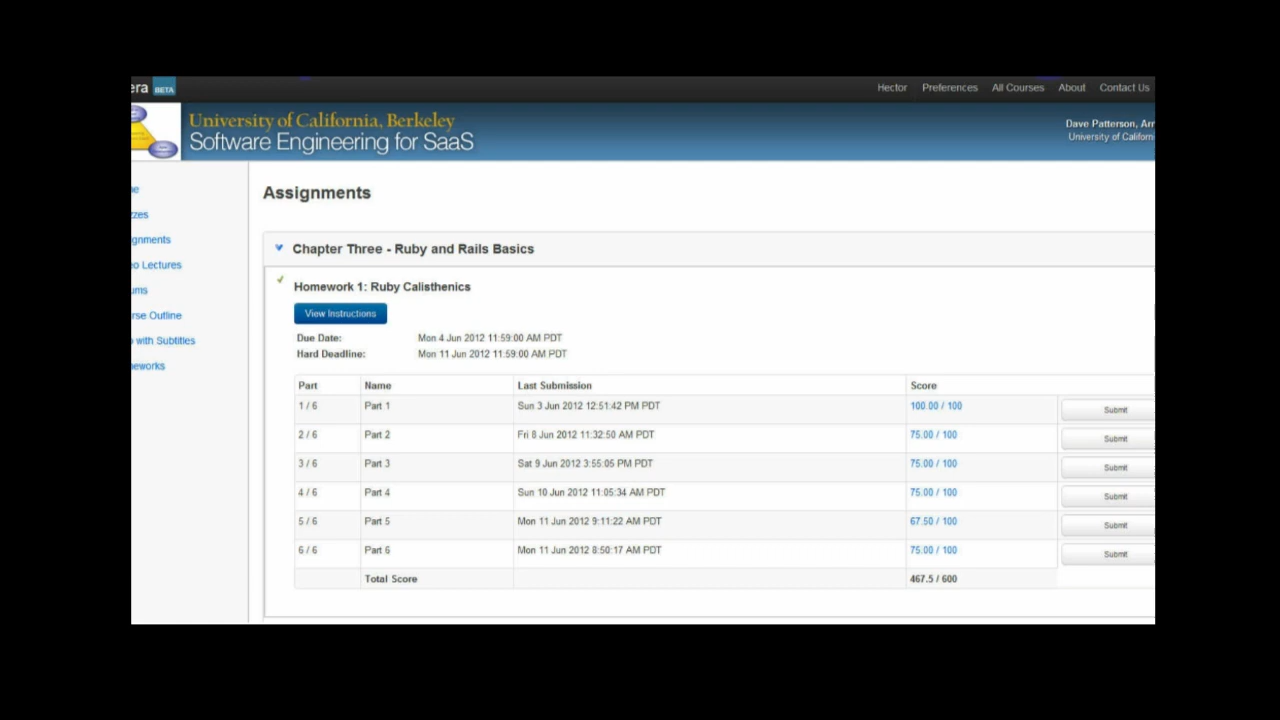 era BETA Hector Preferences All Courses About Contact Us
University of California, Berkeley
Software Engineering for SaaS
Dave Patterson, Arr
University of Californ
ne
zzes
gnments
o Lectures
ums
rse Outline
with Subtitles
neworks
Assignments
Chapter Three - Ruby and Rails Basics
Homework 1: Ruby Calisthenics
View Instructions
Due Date: Mon 4 Jun 2012 11:59:00 AM PDT
Hard Deadline: Mon 11 Jun 2012 11:59:00 AM PDT
Part Name Last Submission Score
1 / 6 Part 1 Sun 3 Jun 2012 12:51:42 PM PDT 100.00 / 100 Submit
2 / 6 Part 2 Fri 8 Jun 2012 11:32:50 AM PDT 75.00 / 100 Submit
3 / 6 Part 3 Sat 9 Jun 2012 3:55:05 PM PDT 75.00 / 100 Submit
4 / 6 Part 4 Sun 10 Jun 2012 11:05:34 AM PDT 75.00 / 100 Submit
5 / 6 Part 5 Mon 11 Jun 2012 9:11:22 AM PDT 67.50 / 100 Submit
6 / 6 Part 6 Mon 11 Jun 2012 8:50:17 AM PDT 75.00 / 100 Submit
Total Score 467.5 / 600